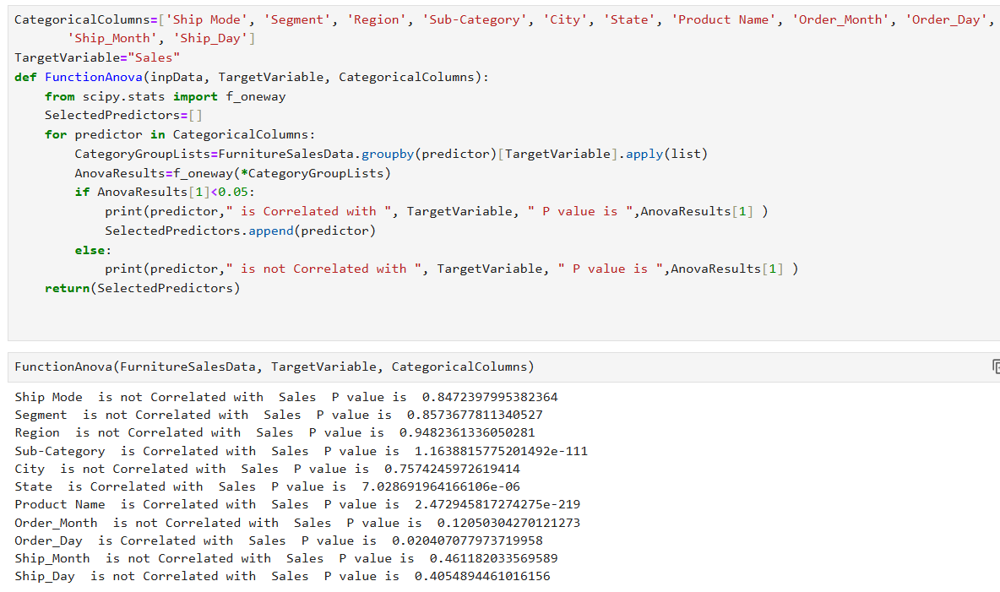 CategoricalColumns=['Ship Mode', 'Segment', 'Region', 'Sub-Category', 'City', 'State', 'Product Name', 'Order_Month', 'Order_Day',
       'Ship_Month', 'Ship_Day']
TargetVariable="Sales"
def FunctionAnova(inpData, TargetVariable, CategoricalColumns):
    from scipy.stats import f_oneway
    SelectedPredictors=[]
    for predictor in CategoricalColumns:
        CategoryGroupLists=FurnitureSalesData.groupby(predictor)[TargetVariable].apply(list)
        AnovaResults=f_oneway(*CategoryGroupLists)
        if AnovaResults[1]<0.05:
            print(predictor," is Correlated with ", TargetVariable, " P value is ",AnovaResults[1] )
            SelectedPredictors.append(predictor)
        else:
            print(predictor," is not Correlated with ", TargetVariable, " P value is ",AnovaResults[1] )
    return(SelectedPredictors)
FunctionAnova(FurnitureSalesData, TargetVariable, CategoricalColumns)
Ship Mode  is not Correlated with  Sales  P value is  0.8472397995382364
Segment  is not Correlated with  Sales  P value is  0.8573677811340527
Region  is not Correlated with  Sales  P value is  0.9482361336050281
Sub-Category  is Correlated with  Sales  P value is  1.1638815775201492e-111
City  is not Correlated with  Sales  P value is  0.7574245972619414
State  is Correlated with  Sales  P value is  7.028691964166106e-06
Product Name  is Correlated with  Sales  P value is  2.472945817274275e-219
Order_Month  is not Correlated with  Sales  P value is  0.12050304270121273
Order_Day  is Correlated with  Sales  P value is  0.020407077973719958
Ship_Month  is not Correlated with  Sales  P value is  0.461182033569589
Ship_Day  is not Correlated with  Sales  P value is  0.4054894461016156